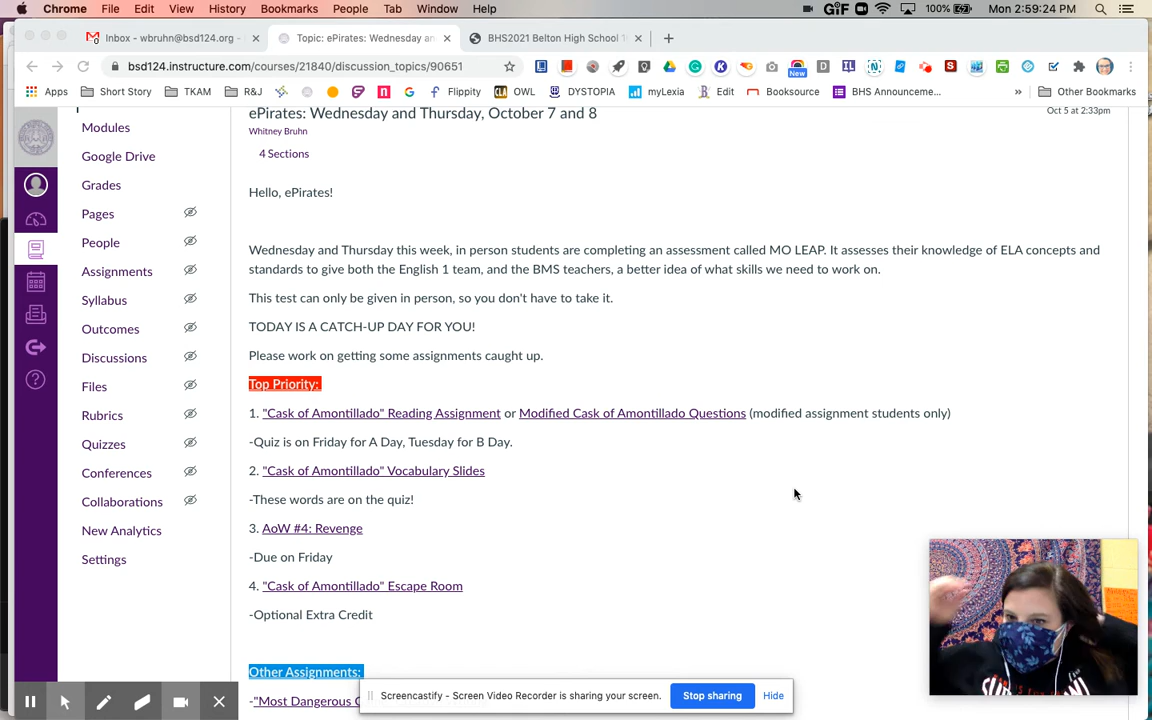 Chrome File Edit View History Bookmarks People Tab Window Help GIF 100% Mon 2:59:24 PM
Inbox - wbruhn@bsd124.org - Topic: ePirates: Wednesday an BHS2021 Belton High School 1
bsd124.instructure.com/courses/21840/discussion_topics/90651 New
Apps Short Story TKAM R&J Flippity OWL DYSTOPIA myLexia Edit Booksource BHS Announceme... » Other Bookmarks
ePirates: Wednesday and Thursday, October 7 and 8 Oct 5 at 2:33pm
Whitney Bruhn
4 Sections
Modules
Google Drive
Grades
Pages
People
Assignments
Syllabus
Outcomes
Discussions
Files
Rubrics
Quizzes
Conferences
Collaborations
New Analytics
Settings
Hello, ePirates!
Wednesday and Thursday this week, in person students are completing an assessment called MO LEAP. It assesses their knowledge of ELA concepts and
standards to give both the English 1 team, and the BMS teachers, a better idea of what skills we need to work on.
This test can only be given in person, so you don't have to take it.
TODAY IS A CATCH-UP DAY FOR YOU!
Please work on getting some assignments caught up.
Top Priority:
1. "Cask of Amontillado" Reading Assignment or Modified Cask of Amontillado Questions (modified assignment students only)
-Quiz is on Friday for A Day, Tuesday for B Day.
2. "Cask of Amontillado" Vocabulary Slides
-These words are on the quiz!
3. AoW #4: Revenge
-Due on Friday
4. "Cask of Amontillado" Escape Room
-Optional Extra Credit
Other Assignments:
-"Most Dangerous
Screencastify - Screen Video Recorder is sharing your screen. Stop sharing Hide